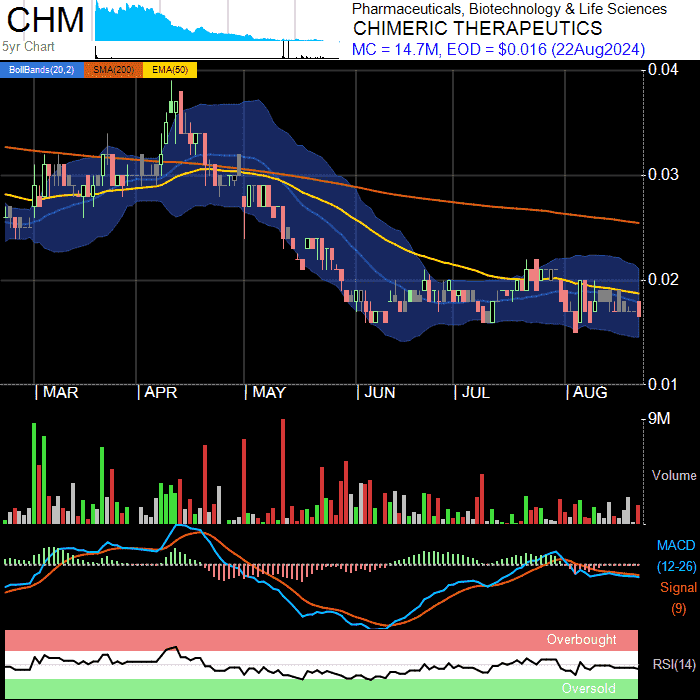 CHM
5yr Chart
Pharmaceuticals, Biotechnology & Life Sciences
CHIMERIC THERAPEUTICS
MC = 14.7M, EOD = $0.016 (22Aug2024)
BollBands(20,2) SMA(200) EMA(50)
0.04
0.03
0.02
0.01
MAR APR MAY JUN JUL AUG
9M
Volume
MACD
(12-26)
Signal
(9)
Overbought
RSI(14)
Oversold